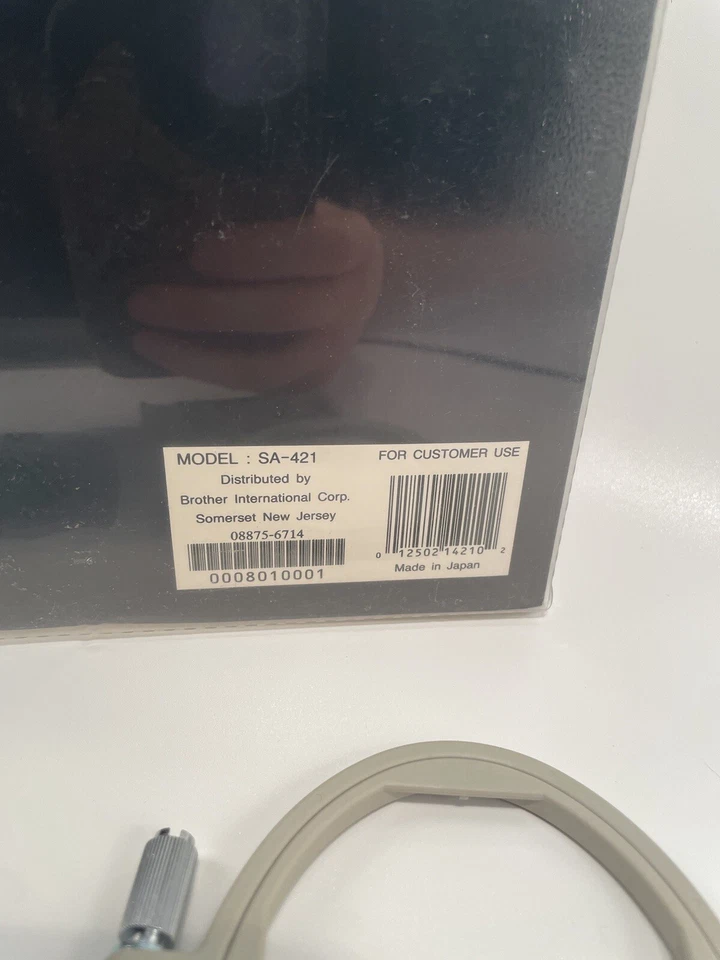 MODEL : SA-421
Distributed by
Brother International Corp.
Somerset New Jersey
08875-6714
0008010001
FOR CUSTOMER USE
0 12502 14210 2
Made in Japan